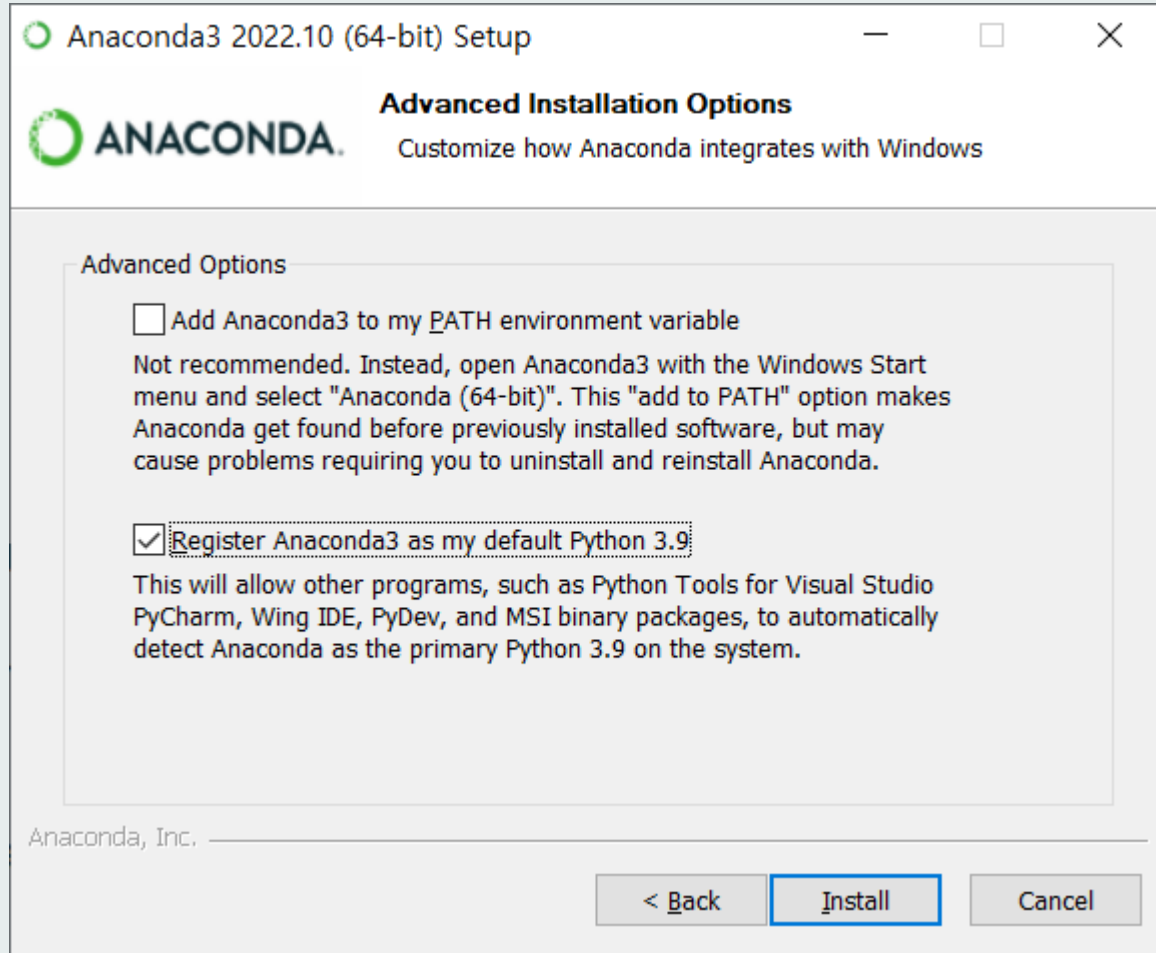 Anaconda3 2022.10 (64-bit) Setup
ANACONDA.
Advanced Installation Options
Customize how Anaconda integrates with Windows
Advanced Options
Add Anaconda3 to my PATH environment variable
Not recommended. Instead, open Anaconda3 with the Windows Start
menu and select "Anaconda (64-bit)". This "add to PATH" option makes
Anaconda get found before previously installed software, but may
cause problems requiring you to uninstall and reinstall Anaconda.
Register Anaconda3 as my default Python 3.9
This will allow other programs, such as Python Tools for Visual Studio
PyCharm, Wing IDE, PyDev, and MSI binary packages, to automatically
detect Anaconda as the primary Python 3.9 on the system.
Anaconda, Inc.
< Back
Install
Cancel